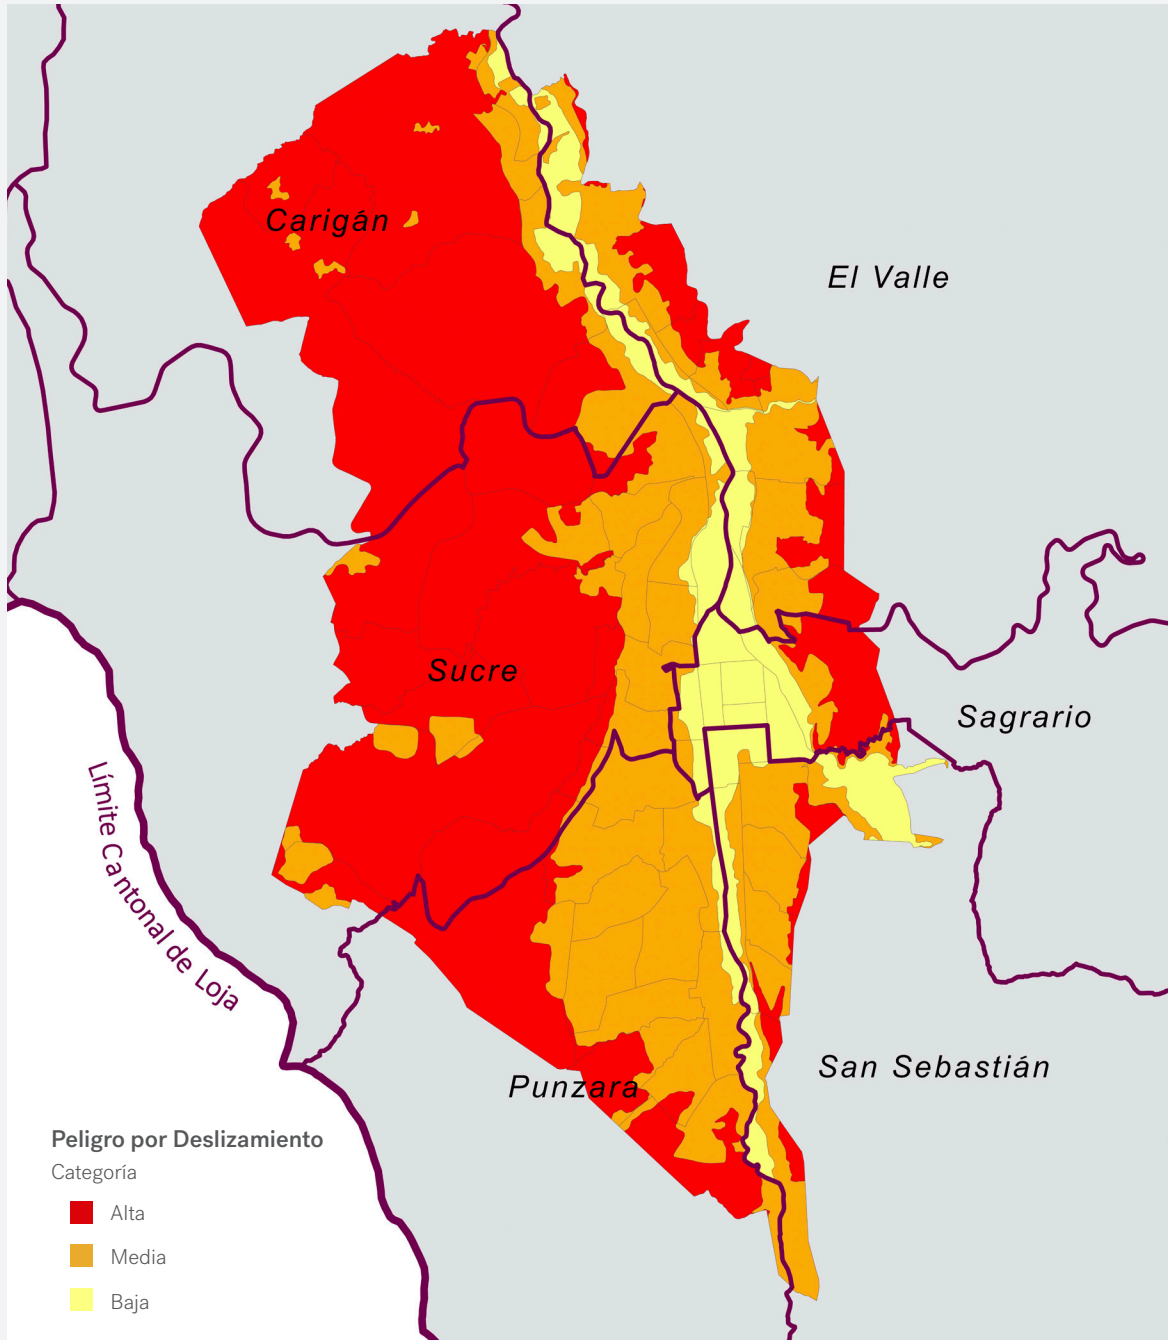 Carigán
El Valle
Sucre
Sagrario
Límite Cantonal de Loja
San Sebastián
Punzara
Peligro por Deslizamiento
Categoría
Alta
Media
Baja